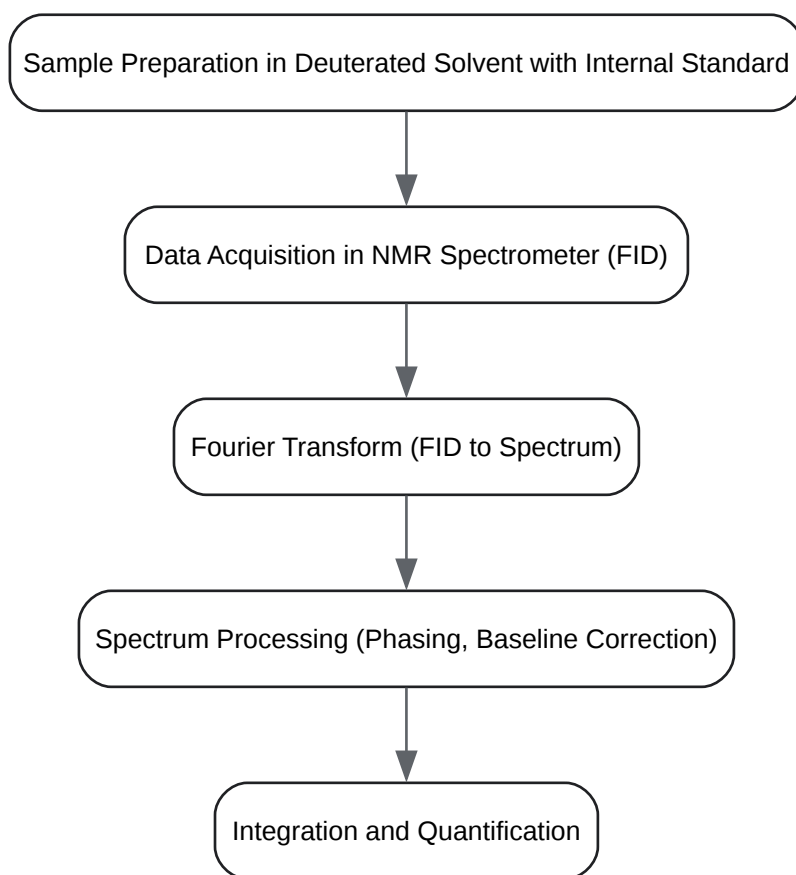 Sample Preparation in Deuterated Solvent with Internal Standard
Data Acquisition in NMR Spectrometer (FID)
Fourier Transform (FID to Spectrum)
Spectrum Processing (Phasing, Baseline Correction)
Integration and Quantification